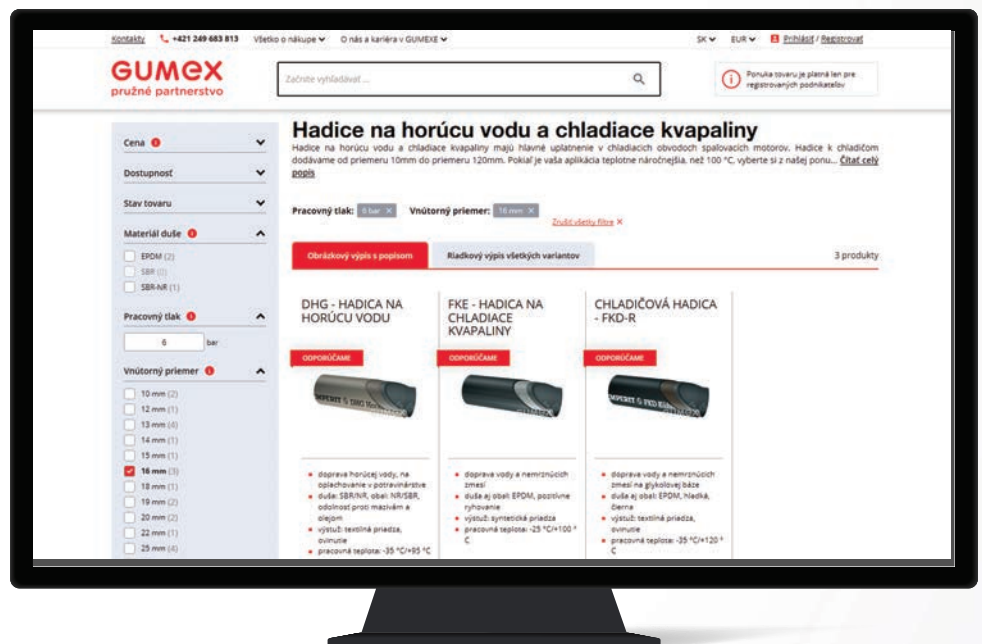 Kontakty
+421 249 683 813
Všetko o nákupe
O nás a kariéra v GUMEXE
SK
EUR
Prihlásiť / Registrovať
GUMEX
pružné partnerstvo
Začnite vyhľadávať ...
Ponuka tovaru je platná len pre
registrovaných podnikateľov
Cena
Dostupnosť
Stav tovaru
Materiál duše
EPDM (2)
SBR (0)
SBR-NR (1)
Pracovný tlak
6 bar
Vnútorný priemer
10 mm (2)
12 mm (1)
13 mm (4)
14 mm (1)
15 mm (1)
16 mm (3)
18 mm (1)
19 mm (2)
20 mm (2)
22 mm (1)
25 mm (4)
Hadice na horúcu vodu a chladiace kvapaliny
Hadice na horúcu vodu a chladiace kvapaliny majú hlavné uplatnenie v chladiacich obvodoch spaľovacích motorov. Hadice k chladičom
dodávame od priemeru 10mm do priemeru 120mm. Pokiaľ je vaša aplikácia teplotne náročnejšia, než 100 °C, vyberte si z našej ponu... Čítať celý
popis
Pracovný tlak: 6 bar × Vnútorný priemer: 16 mm ×
Zrušiť všetky filtre ×
Obrázkový výpis s popisom
Riadkový výpis všetkých variantov
3 produkty
DHG - HADICA NA
HORÚCU VODU
ODPORÚČAME
doprava horúcej vody, na
oplachovanie v potravinárstve
duša: SBR/NR, obal: NR/SBR,
odolnosť proti mazivám a
olejom
výstuž: textilná priadza,
ovinutie
pracovná teplota: -35 °C/+95 °C
FKE - HADICA NA
CHLADIACE
KVAPALINY
ODPORÚČAME
doprava vody a nemrznúcich
zmesí
duša aj obal: EPDM, pozitívne
ryhovanie
výstuž: syntetická priadza
pracovná teplota: -25 °C/+100 °
C
CHLADIČOVÁ HADICA
- FKD-R
ODPORÚČAME
doprava vody a nemrznúcich
zmesí na glykolovej báze
duša aj obal: EPDM, hladká,
čierna
výstuž: textilná priadza,
ovinutie
pracovná teplota: -35 °C/+120 °
C